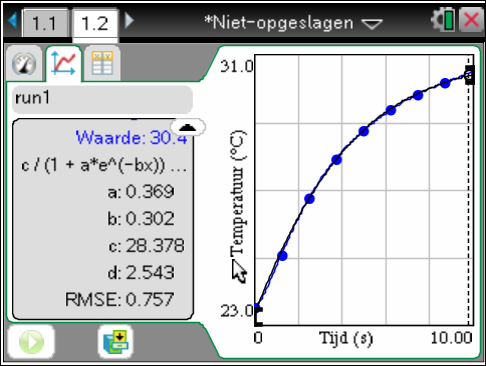 1.1 1.2 *Niet-opgeslagen
run1
Waarde: 30.4
c / (1 + a*e^(-bx)) ...
a: 0.369
b: 0.302
c: 28.378
d: 2.543
RMSE: 0.757
31.0
Temperatuur (°C)
23.0
0 Tijd (s) 10.00